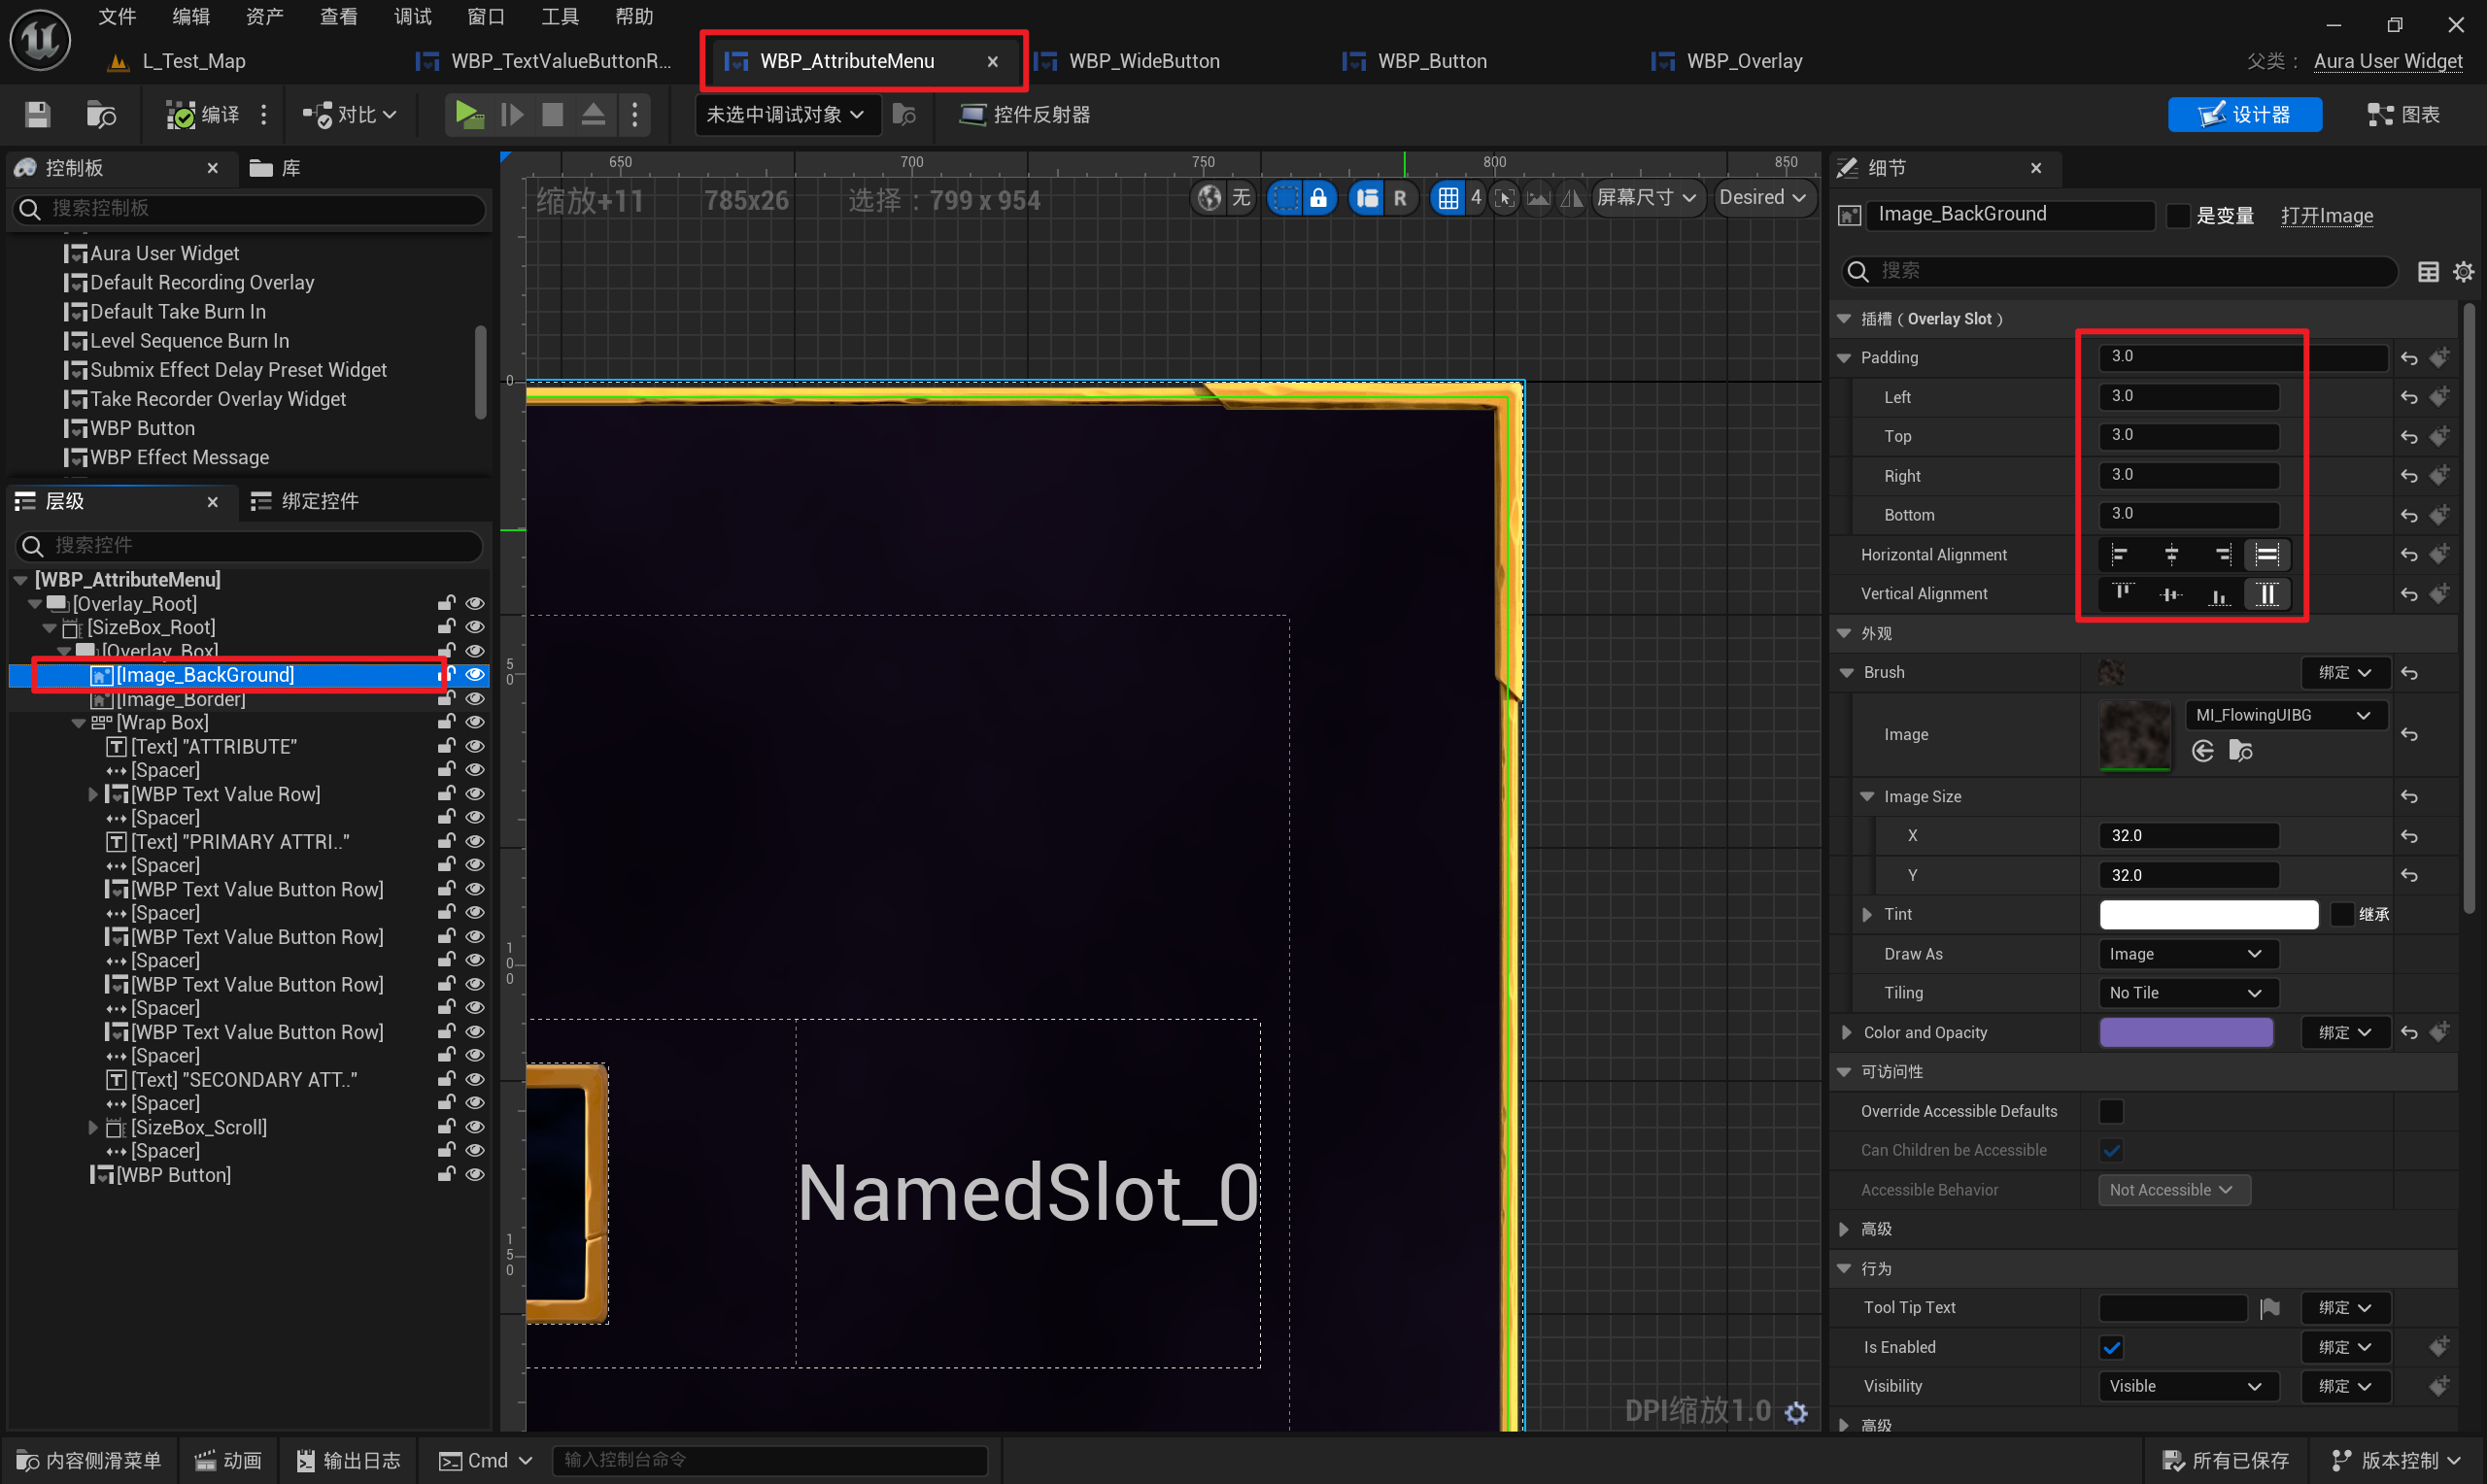 文件 编辑 资产 查看 调试 窗口 工具 帮助
L_Test_Map WBP_TextValueButtonR... WBP_AttributeMenu WBP_WideButton WBP_Button WBP_Overlay 父类： Aura User Widget
编译 对比 未选中调试对象 控件反射器 设计器 图表
控制板 库
搜索控制板
Aura User Widget
Default Recording Overlay
Default Take Burn In
Level Sequence Burn In
Submix Effect Delay Preset Widget
Take Recorder Overlay Widget
WBP Button
WBP Effect Message
层级 绑定控件
搜索控件
[WBP_AttributeMenu]
[Overlay_Root]
[SizeBox_Root]
[Overlay_Box]
[Image_BackGround]
[Image_Border]
[Wrap Box]
[Text] "ATTRIBUTE"
[Spacer]
[WBP Text Value Row]
[Spacer]
[Text] "PRIMARY ATTRI.."
[Spacer]
[WBP Text Value Button Row]
[Spacer]
[WBP Text Value Button Row]
[Spacer]
[WBP Text Value Button Row]
[Spacer]
[WBP Text Value Button Row]
[Spacer]
[Text] "SECONDARY ATT.."
[Spacer]
[SizeBox_Scroll]
[Spacer]
[WBP Button]
650 700 750 800 850
缩放+11 785x26 选择：799 x 954 无 R 4 屏幕尺寸 Desired
0
50
100
150
NamedSlot_0
DPI缩放1.0
细节
Image_BackGround 是变量 打开Image
搜索
插槽（Overlay Slot）
Padding 3.0
Left 3.0
Top 3.0
Right 3.0
Bottom 3.0
Horizontal Alignment
Vertical Alignment
外观
Brush 绑定
Image MI_FlowingUIBG
Image Size
X 32.0
Y 32.0
Tint 继承
Draw As Image
Tiling No Tile
Color and Opacity 绑定
可访问性
Override Accessible Defaults
Can Children be Accessible
Accessible Behavior Not Accessible
高级
行为
Tool Tip Text 绑定
Is Enabled 绑定
Visibility Visible 绑定
高级
内容侧滑菜单 动画 输出日志 Cmd 输入控制台命令 所有已保存 版本控制